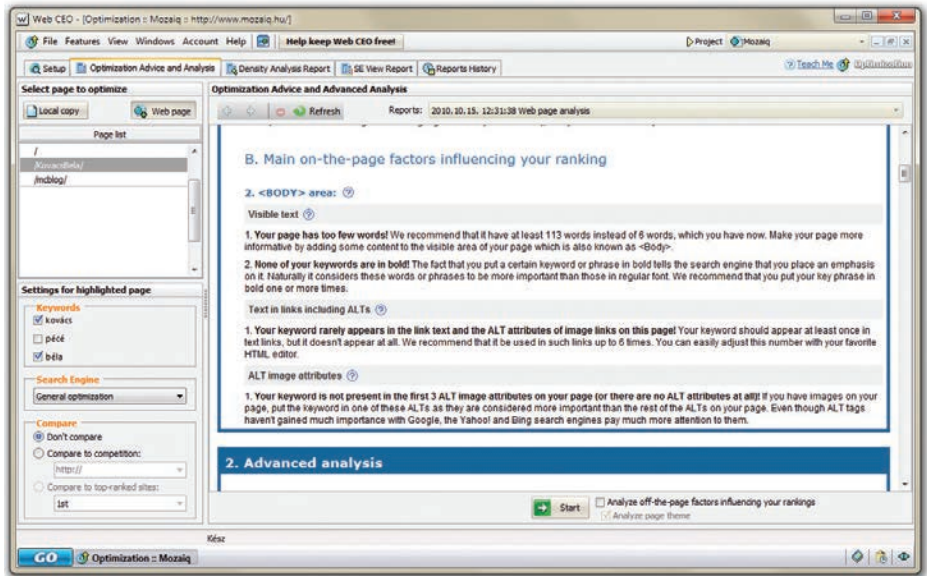 Web CEO - [Optimization :: Mozaiq :: http://www.mozaiq.hu/]
File Features View Windows Account Help Help keep Web CEO free! Project Mozaiq
Setup Optimization Advice and Analysis Density Analysis Report SE View Report Reports History Teach Me Optimization
Select page to optimize
Local copy Web page
Page list
/
/KovacsBela/
/mcblog/
Settings for highlighted page
Keywords
kovács
pécé
béla
Search Engine
General optimization
Compare
Don't compare
Compare to competition:
http://
Compare to top-ranked sites:
1st
Optimization Advice and Advanced Analysis
Refresh Reports: 2010.10.15. 12:31:38 Web page analysis
B. Main on-the-page factors influencing your ranking
2. <BODY> area:
Visible text
1. Your page has too few words! We recommend that it have at least 113 words instead of 6 words, which you have now. Make your page more
informative by adding some content to the visible area of your page which is also known as <Body>.
2. None of your keywords are in bold! The fact that you put a certain keyword or phrase in bold tells the search engine that you place an emphasis
on it. Naturally it considers these words or phrases to be more important than those in regular font. We recommend that you put your key phrase in
bold one or more times.
Text in links including ALTs
1. Your keyword rarely appears in the link text and the ALT attributes of image links on this page! Your keyword should appear at least once in
text links, but it doesn't appear at all. We recommend that it be used in such links up to 6 times. You can easily adjust this number with your favorite
HTML editor.
ALT image attributes
1. Your keyword is not present in the first 3 ALT image attributes on your page (or there are no ALT attributes at all)! If you have images on your
page, put the keyword in one of these ALTs as they are considered more important than the rest of the ALTs on your page. Even though ALT tags
haven't gained much importance with Google, the Yahoo! and Bing search engines pay much more attention to them.
2. Advanced analysis
Start Analyze off-the-page factors influencing your rankings
Analyze page theme
Kész
GO Optimization :: Mozaiq